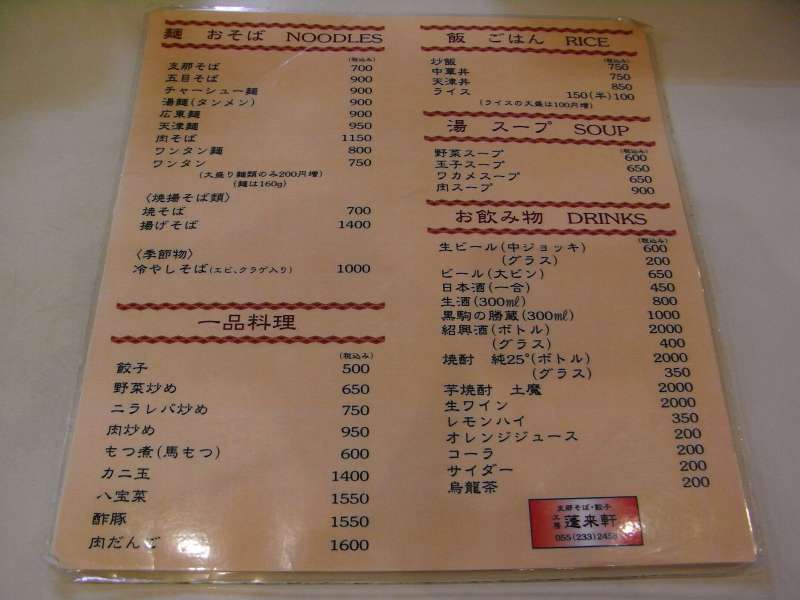 麺 おそば NOODLES
(税込み)
支那そば 700
五目そば 900
チャーシュー麺 900
湯麺(タンメン) 900
広東麺 900
天津麺 950
肉そば 1150
ワンタン麺 800
ワンタン 750
(大盛り麺類のみ200円増)
(麺は160g)
〈焼揚そば類〉
焼そば 700
揚げそば 1400
〈季節物〉
冷やしそば(エビ、クラゲ入り) 1000
一品料理
(税込み)
餃子 500
野菜炒め 650
ニラレバ炒め 750
肉炒め 950
もつ煮(馬もつ) 600
カニ玉 1400
八宝菜 1550
酢豚 1550
肉だんご 1600
飯 ごはん RICE
(税込み)
炒飯 750
中華丼 750
天津丼 850
ライス 150(半)100
(ライスの大盛は100円増)
湯 スープ SOUP
(税込み)
野菜スープ 600
玉子スープ 650
ワカメスープ 650
肉スープ 900
お飲み物 DRINKS
(税込み)
生ビール(中ジョッキ) 600
(グラス) 200
ビール(大ビン) 650
日本酒(一合) 450
生酒(300㎖) 800
黒駒の勝蔵(300㎖) 1000
紹興酒(ボトル) 2000
(グラス) 400
焼酎 純25°(ボトル) 2000
(グラス) 350
芋焼酎 土魔 2000
生ワイン 2000
レモンハイ 350
オレンジジュース 200
コーラ 200
サイダー 200
烏龍茶 200
支那そば・餃子
蓬来軒
055(233)2458